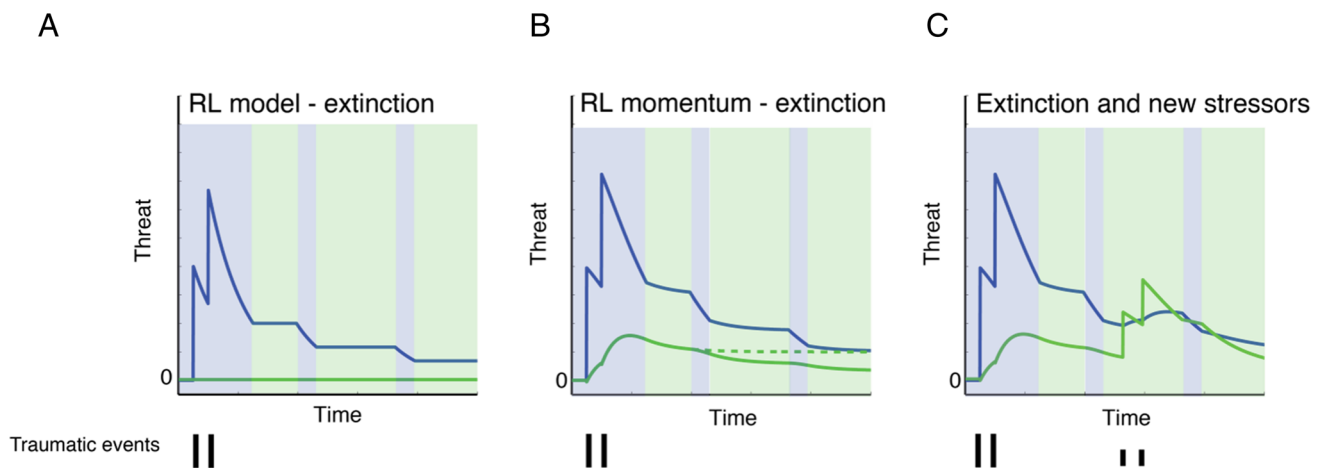 A
B
C
RL model - extinction
RL momentum - extinction
Extinction and new stressors
Threat
Threat
Threat
0
0
0
Time
Time
Time
Traumatic events